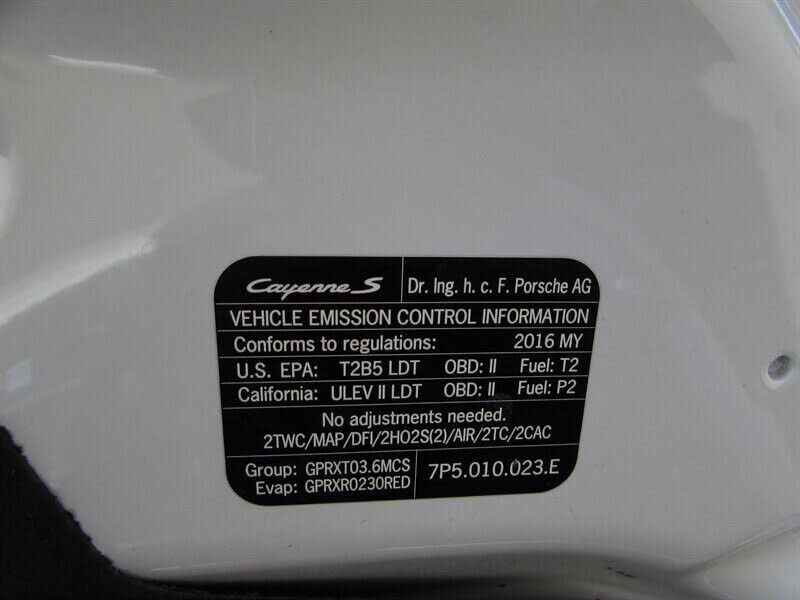 Cayenne S Dr. Ing. h. c. F. Porsche AG
VEHICLE EMISSION CONTROL INFORMATION
Conforms to regulations: 2016 MY
U.S. EPA: T2B5 LDT OBD: II Fuel: T2
California: ULEV II LDT OBD: II Fuel: P2
No adjustments needed.
2TWC/MAP/DFI/2HO2S(2)/AIR/2TC/2CAC
Group: GPRXT03.6MCS
Evap: GPRXR0230RED
7P5.010.023.E